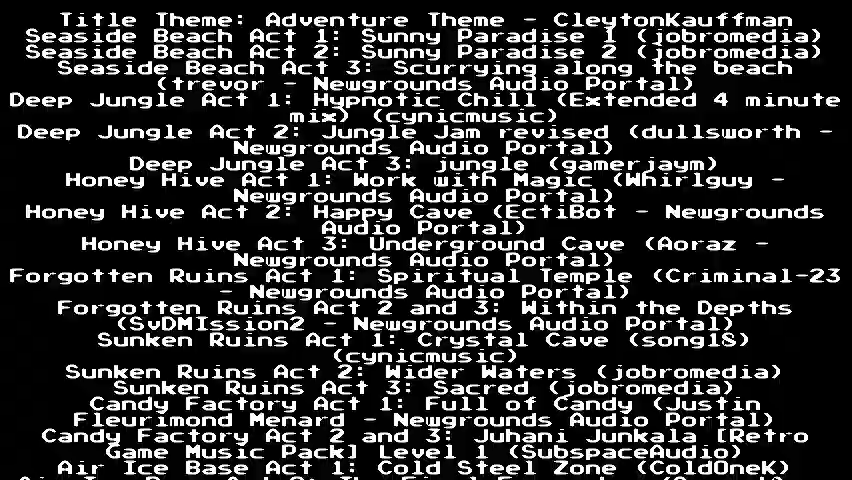 Title Theme: Adventure Theme - CleytonKauffman
Seaside Beach Act 1: Sunny Paradise 1 (jobromedia)
Seaside Beach Act 2: Sunny Paradise 2 (jobromedia)
Seaside Beach Act 3: Scurrying along the beach
(trevor - Newgrounds Audio Portal)
Deep Jungle Act 1: Hypnotic Chill (Extended 4 minute
mix) (cynicmusic)
Deep Jungle Act 2: Jungle Jam revised (dullsworth -
Newgrounds Audio Portal)
Deep Jungle Act 3: jungle (gamerjaym)
Honey Hive Act 1: Work with Magic (Whirlguy -
Newgrounds Audio Portal)
Honey Hive Act 2: Happy Cave (EctiBot - Newgrounds
Audio Portal)
Honey Hive Act 3: Underground Cave (Aoraz -
Newgrounds Audio Portal)
Forgotten Ruins Act 1: Spiritual Temple (Criminal-23
- Newgrounds Audio Portal)
Forgotten Ruins Act 2 and 3: Within the Depths
(SvDMIssion2 - Newgrounds Audio Portal)
Sunken Ruins Act 1: Crystal Cave (song18)
(cynicmusic)
Sunken Ruins Act 2: Wider Waters (jobromedia)
Sunken Ruins Act 3: Sacred (jobromedia)
Candy Factory Act 1: Full of Candy (Justin
Fleurimond Menard - Newgrounds Audio Portal)
Candy Factory Act 2 and 3: Juhani Junkala [Retro
Game Music Pack] Level 1 (SubspaceAudio)
Air Ice Base Act 1: Cold Steel Zone (ColdOneK)